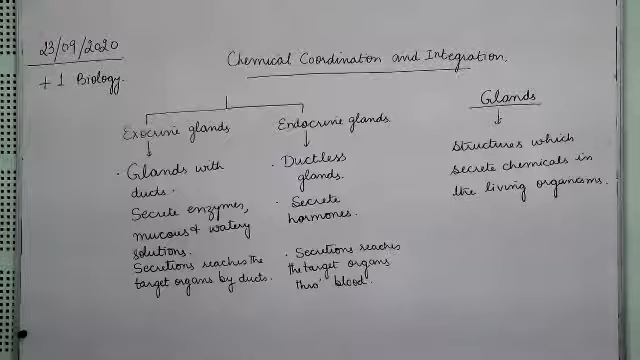 23/09/2020
+1 Biology.
Chemical Coordination and Integration.
Exocrine glands
· Glands with
ducts.
Secrete enzymes,
mucous & watery
solutions.
Secretions reaches the
target organs by ducts.
Endocrine glands.
· Ductless
glands.
· Secrete
hormones.
· Secretions reaches
the target organs
thro' blood.
Glands
Structures which
secrete chemicals in
the living organisms.